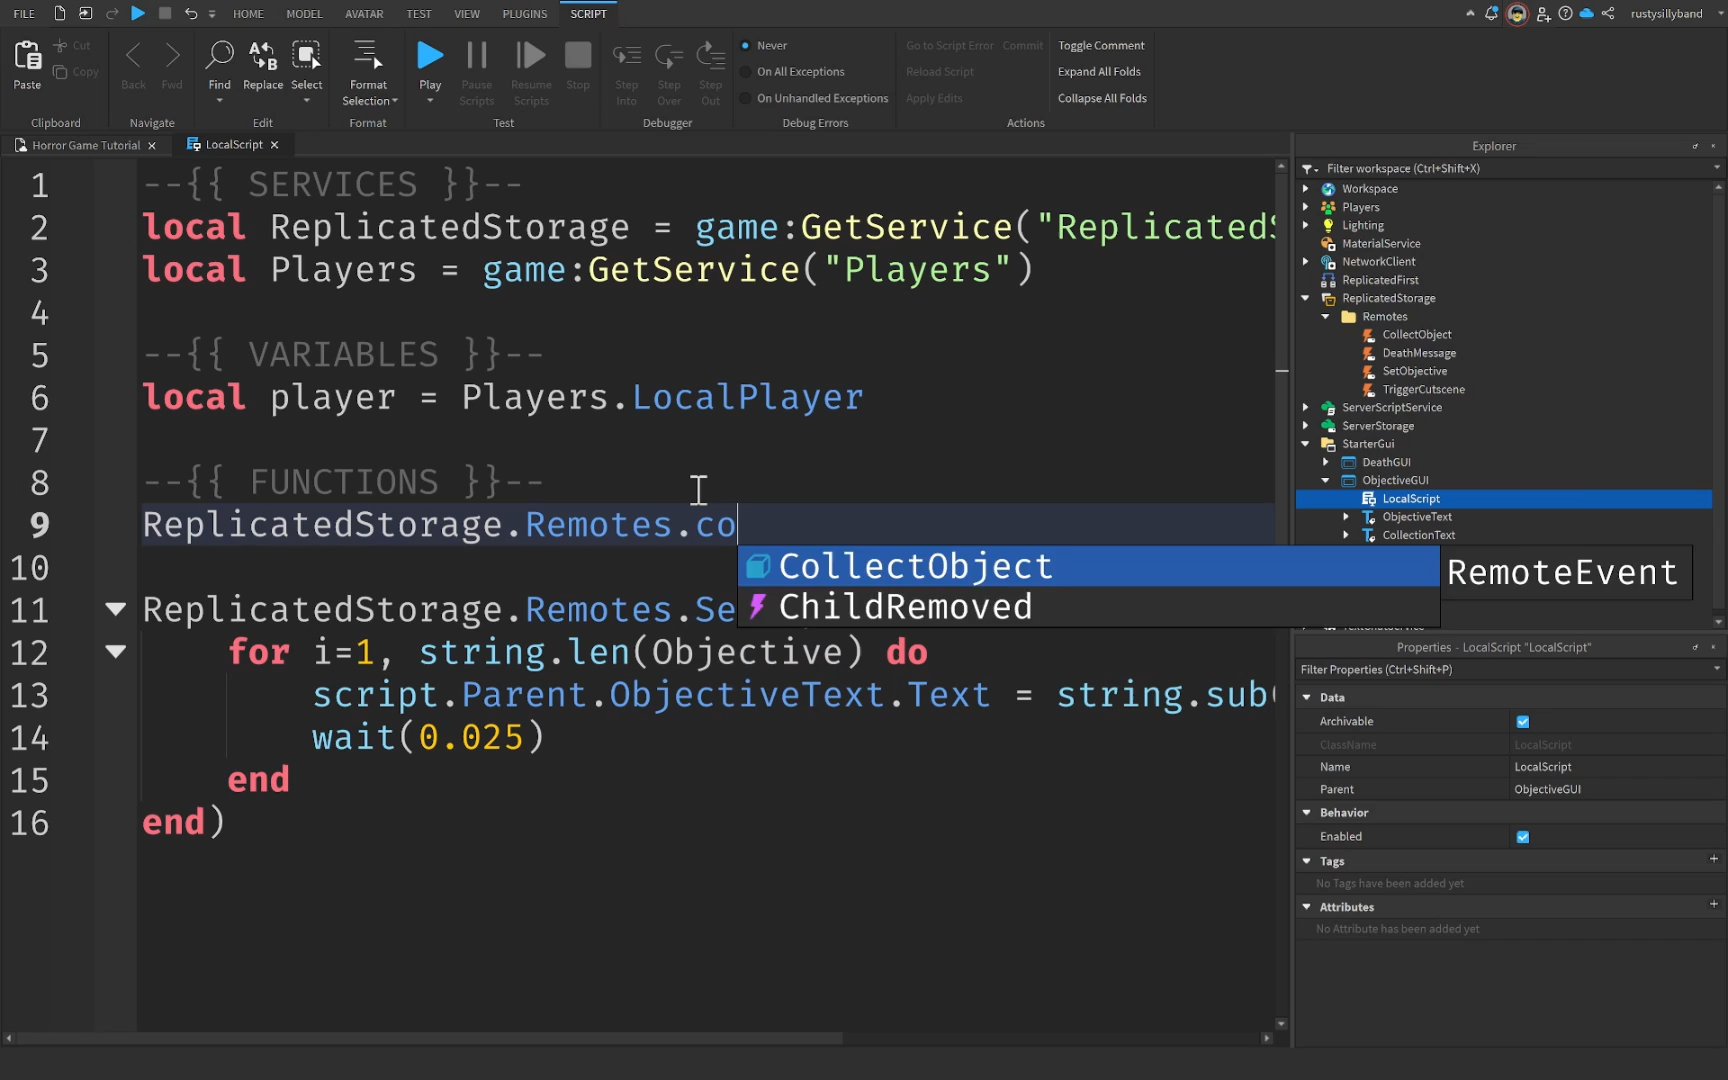 FILE HOME MODEL AVATAR TEST VIEW PLUGINS SCRIPT rustysillyband
Paste Cut Copy Back Fwd Find Replace Select Format Selection Play Pause Scripts Resume Scripts Stop Step Into Step Over Step Out
Never Go to Script Error Commit Toggle Comment
On All Exceptions Reload Script Expand All Folds
On Unhandled Exceptions Apply Edits Collapse All Folds
Clipboard Navigate Edit Format Test Debugger Debug Errors Actions
Horror Game Tutorial LocalScript
1 --{{ SERVICES }}--
2 local ReplicatedStorage = game:GetService("ReplicatedS
3 local Players = game:GetService("Players")
4
5 --{{ VARIABLES }}--
6 local player = Players.LocalPlayer
7
8 --{{ FUNCTIONS }}--
9 ReplicatedStorage.Remotes.co
CollectObject RemoteEvent
ChildRemoved
10
11 ReplicatedStorage.Remotes.Se
12 for i=1, string.len(Objective) do
13 script.Parent.ObjectiveText.Text = string.sub(
14 wait(0.025)
15 end
16 end)
Explorer
Filter workspace (Ctrl+Shift+X)
Workspace
Players
Lighting
MaterialService
NetworkClient
ReplicatedFirst
ReplicatedStorage
Remotes
CollectObject
DeathMessage
SetObjective
TriggerCutscene
ServerScriptService
ServerStorage
StarterGui
DeathGUI
ObjectiveGUI
LocalScript
ObjectiveText
CollectionText
Properties - LocalScript "LocalScript"
Filter Properties (Ctrl+Shift+P)
Data
Archivable
ClassName LocalScript
Name LocalScript
Parent ObjectiveGUI
Behavior
Enabled
Tags
No Tags have been added yet
Attributes
No Attribute has been added yet